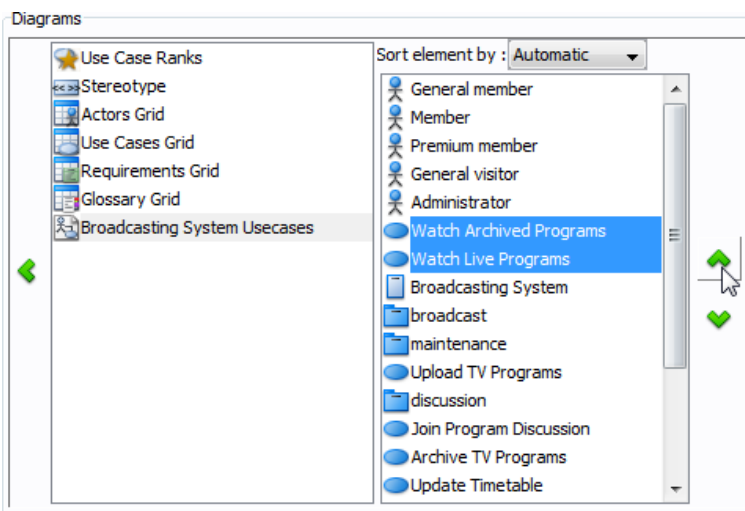 Diagrams
Use Case Ranks
Stereotype
Actors Grid
Use Cases Grid
Requirements Grid
Glossary Grid
Broadcasting System Usecases
Sort element by : Automatic
General member
Member
Premium member
General visitor
Administrator
Watch Archived Programs
Watch Live Programs
Broadcasting System
broadcast
maintenance
Upload TV Programs
discussion
Join Program Discussion
Archive TV Programs
Update Timetable